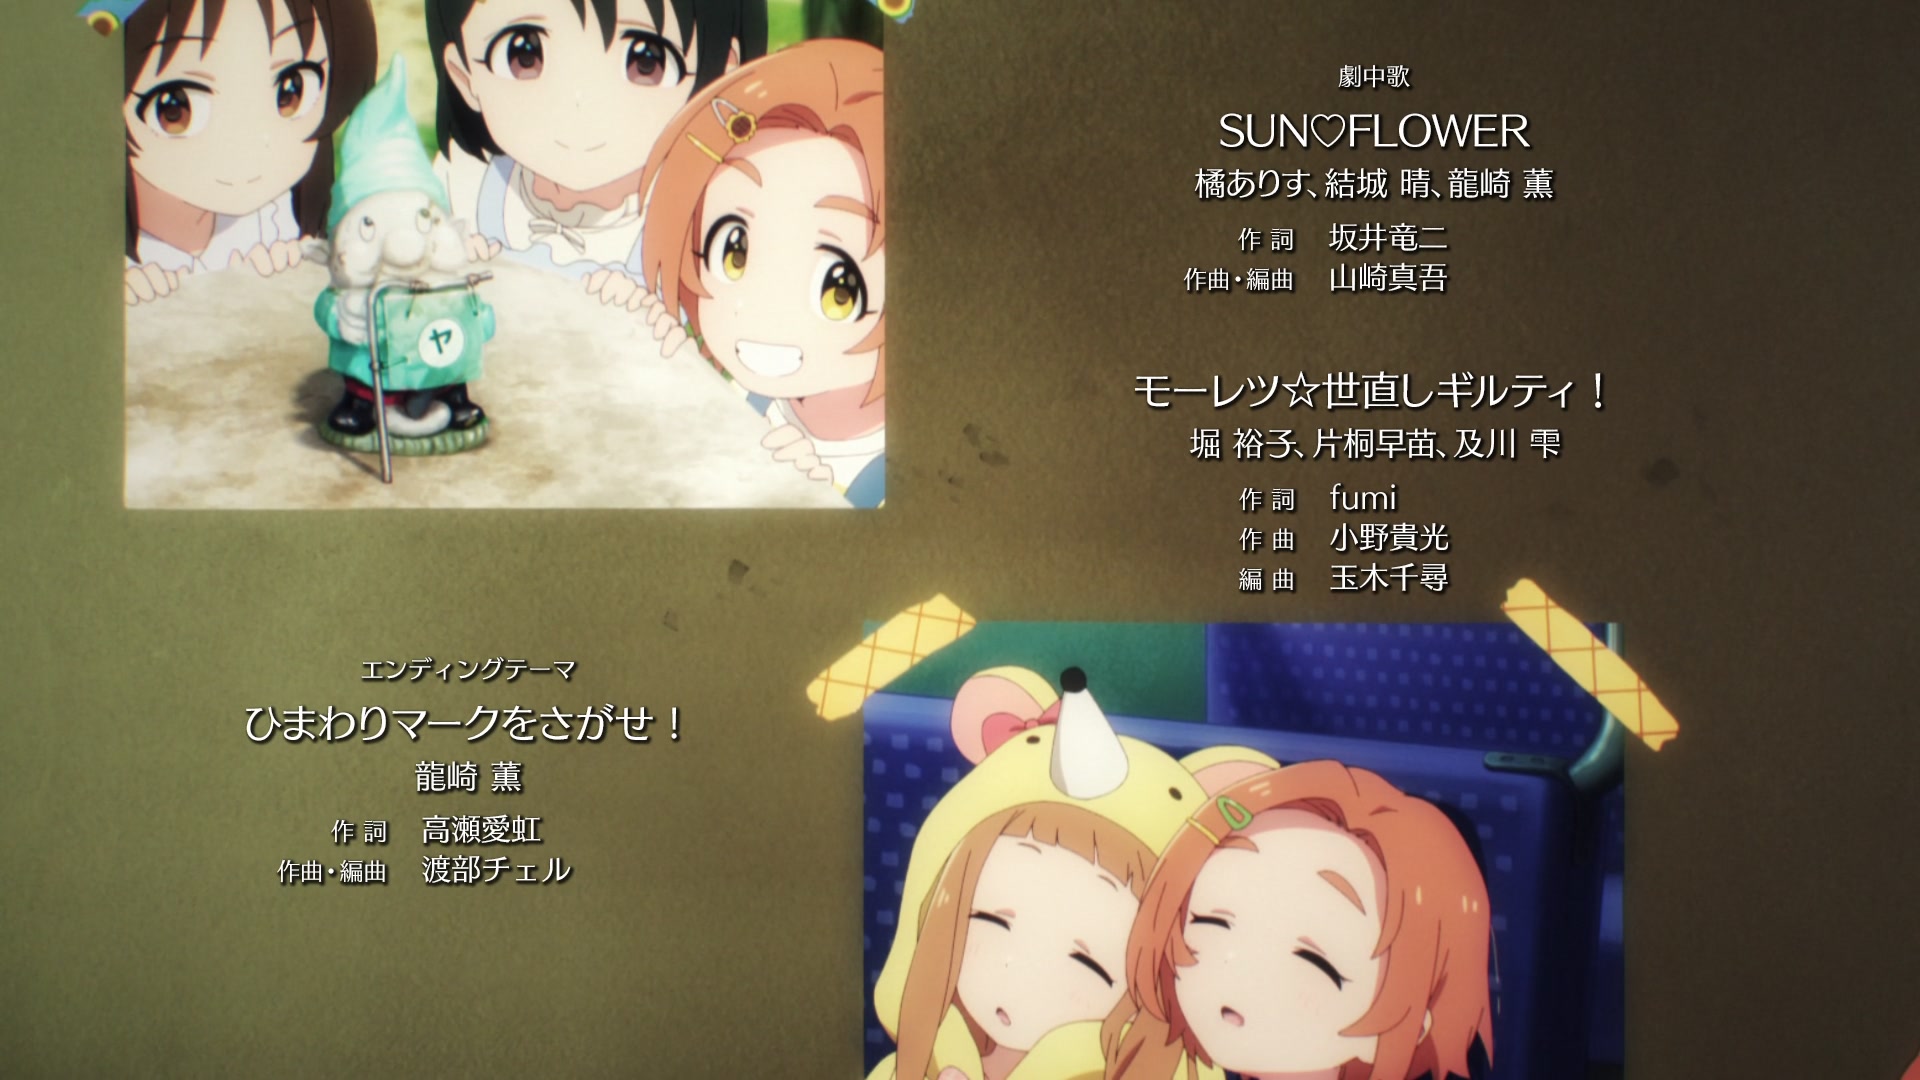 劇中歌
SUN♡FLOWER
橘ありす、結城 晴、龍崎 薫
作 詞 坂井竜二
作曲・編曲 山崎真吾
モーレツ☆世直しギルティ！
堀 裕子、片桐早苗、及川 雫
作 詞 fumi
作 曲 小野貴光
編 曲 玉木千尋
エンディングテーマ
ひまわりマークをさがせ！
龍崎 薫
作 詞 高瀬愛虹
作曲・編曲 渡部チェル
ヤ